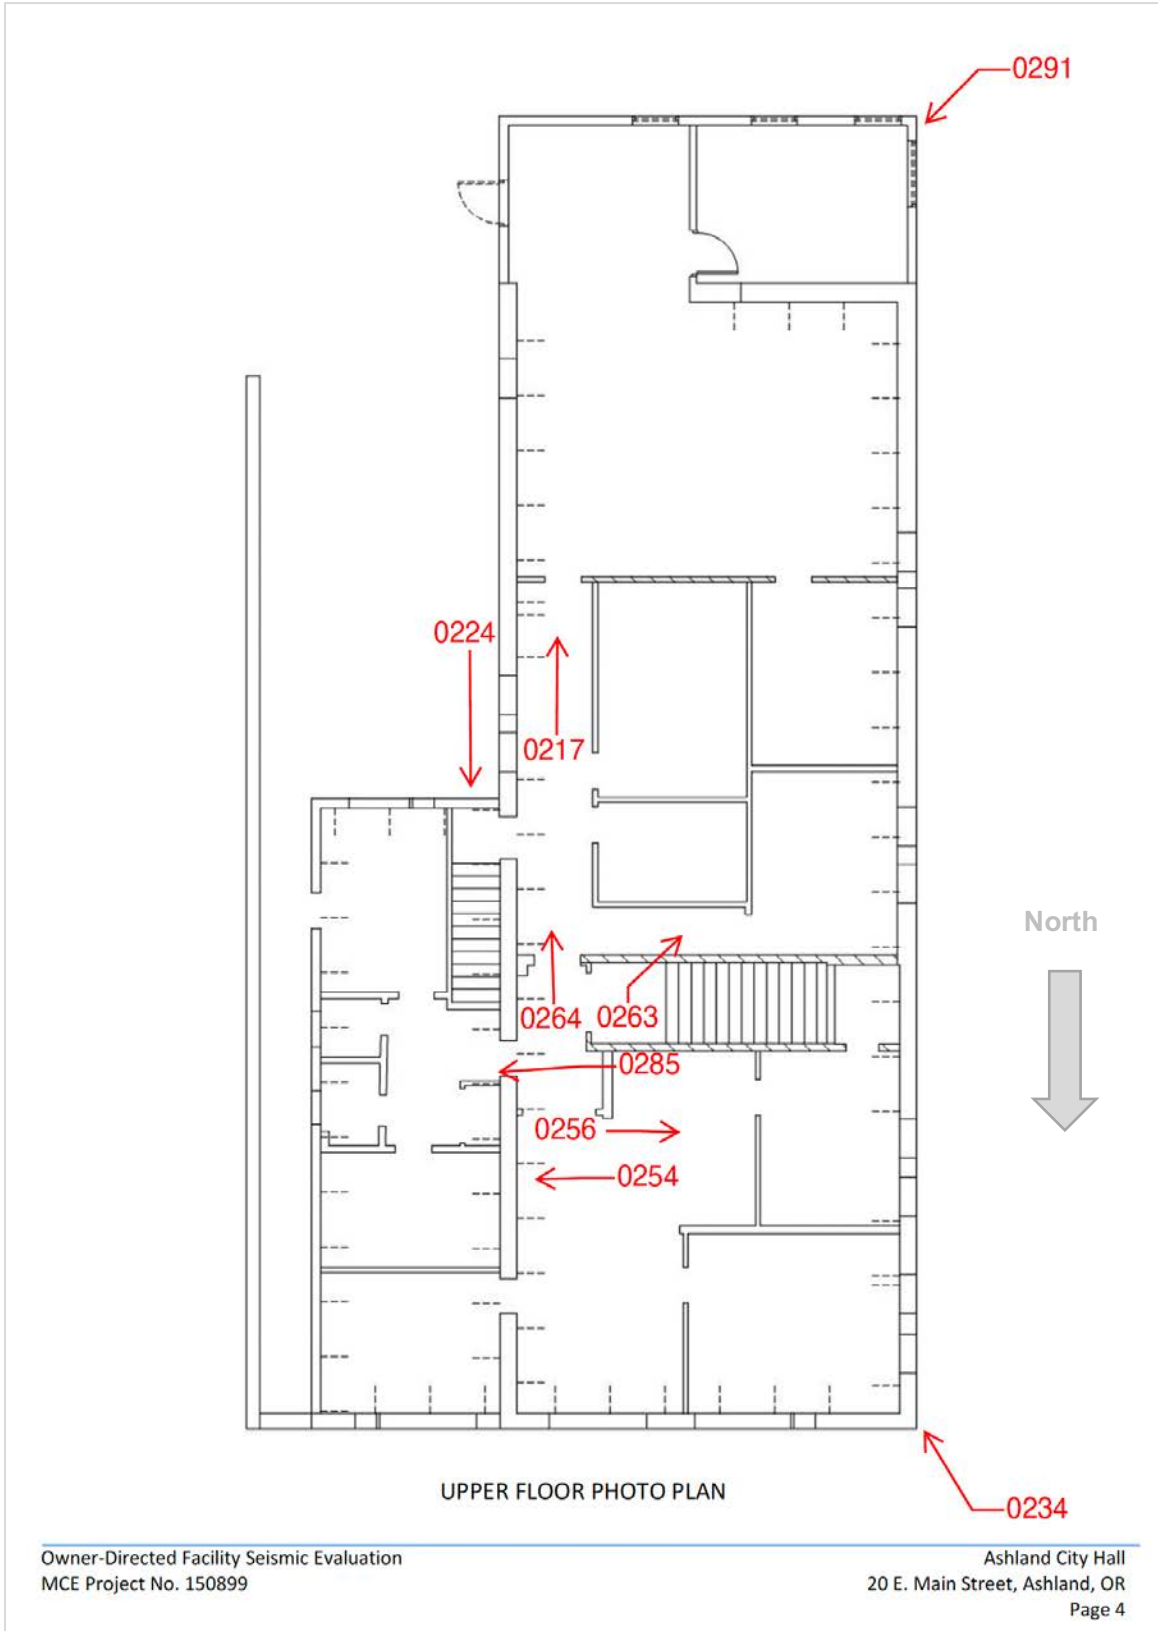 0291
0224
0217
North
0264 0263
0285
0256
0254
UPPER FLOOR PHOTO PLAN
0234
Owner-Directed Facility Seismic Evaluation
MCE Project No. 150899
Ashland City Hall
20 E. Main Street, Ashland, OR
Page 4